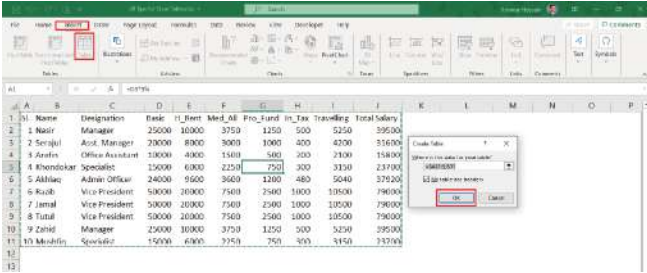 File Home Insert Draw Page Layout Formulas Data Review View Developer Help Comments
Illustrations PivotChart Text Symbols
Tables Charts Tours Sparklines Filters Links Comments
A B C D E F G H I J K L M N O P
1 SL Name Designation Basic H_Rent Med_All Pro_Fund In_Tax Travelling Total Salary
2 1 Nasir Manager 25000 10000 3750 1250 500 5250 39500
3 2 Serajul Asst. Manager 20000 8000 3000 1000 400 4200 31600
4 3 Arafin Office Assistant 10000 4000 1500 500 200 2100 15800
5 4 Khondokar Specialist 15000 6000 2250 750 300 3150 23700
6 5 Akhlaq Admin Officer 24000 9600 3600 1200 480 5040 37920
7 6 Razib Vice President 50000 20000 7500 2500 1000 10500 79000
8 7 Jamal Vice President 50000 20000 7500 2500 1000 10500 79000
9 8 Tutul Vice President 50000 20000 7500 2500 1000 10500 79000
10 9 Zahid Manager 25000 10000 3750 1250 500 5250 39500
11 10 Mushfiq Specialist 15000 6000 2250 750 300 3150 23700
12
13
Create Table ? ×
Where is the data for your table?
My table has headers
OK Cancel